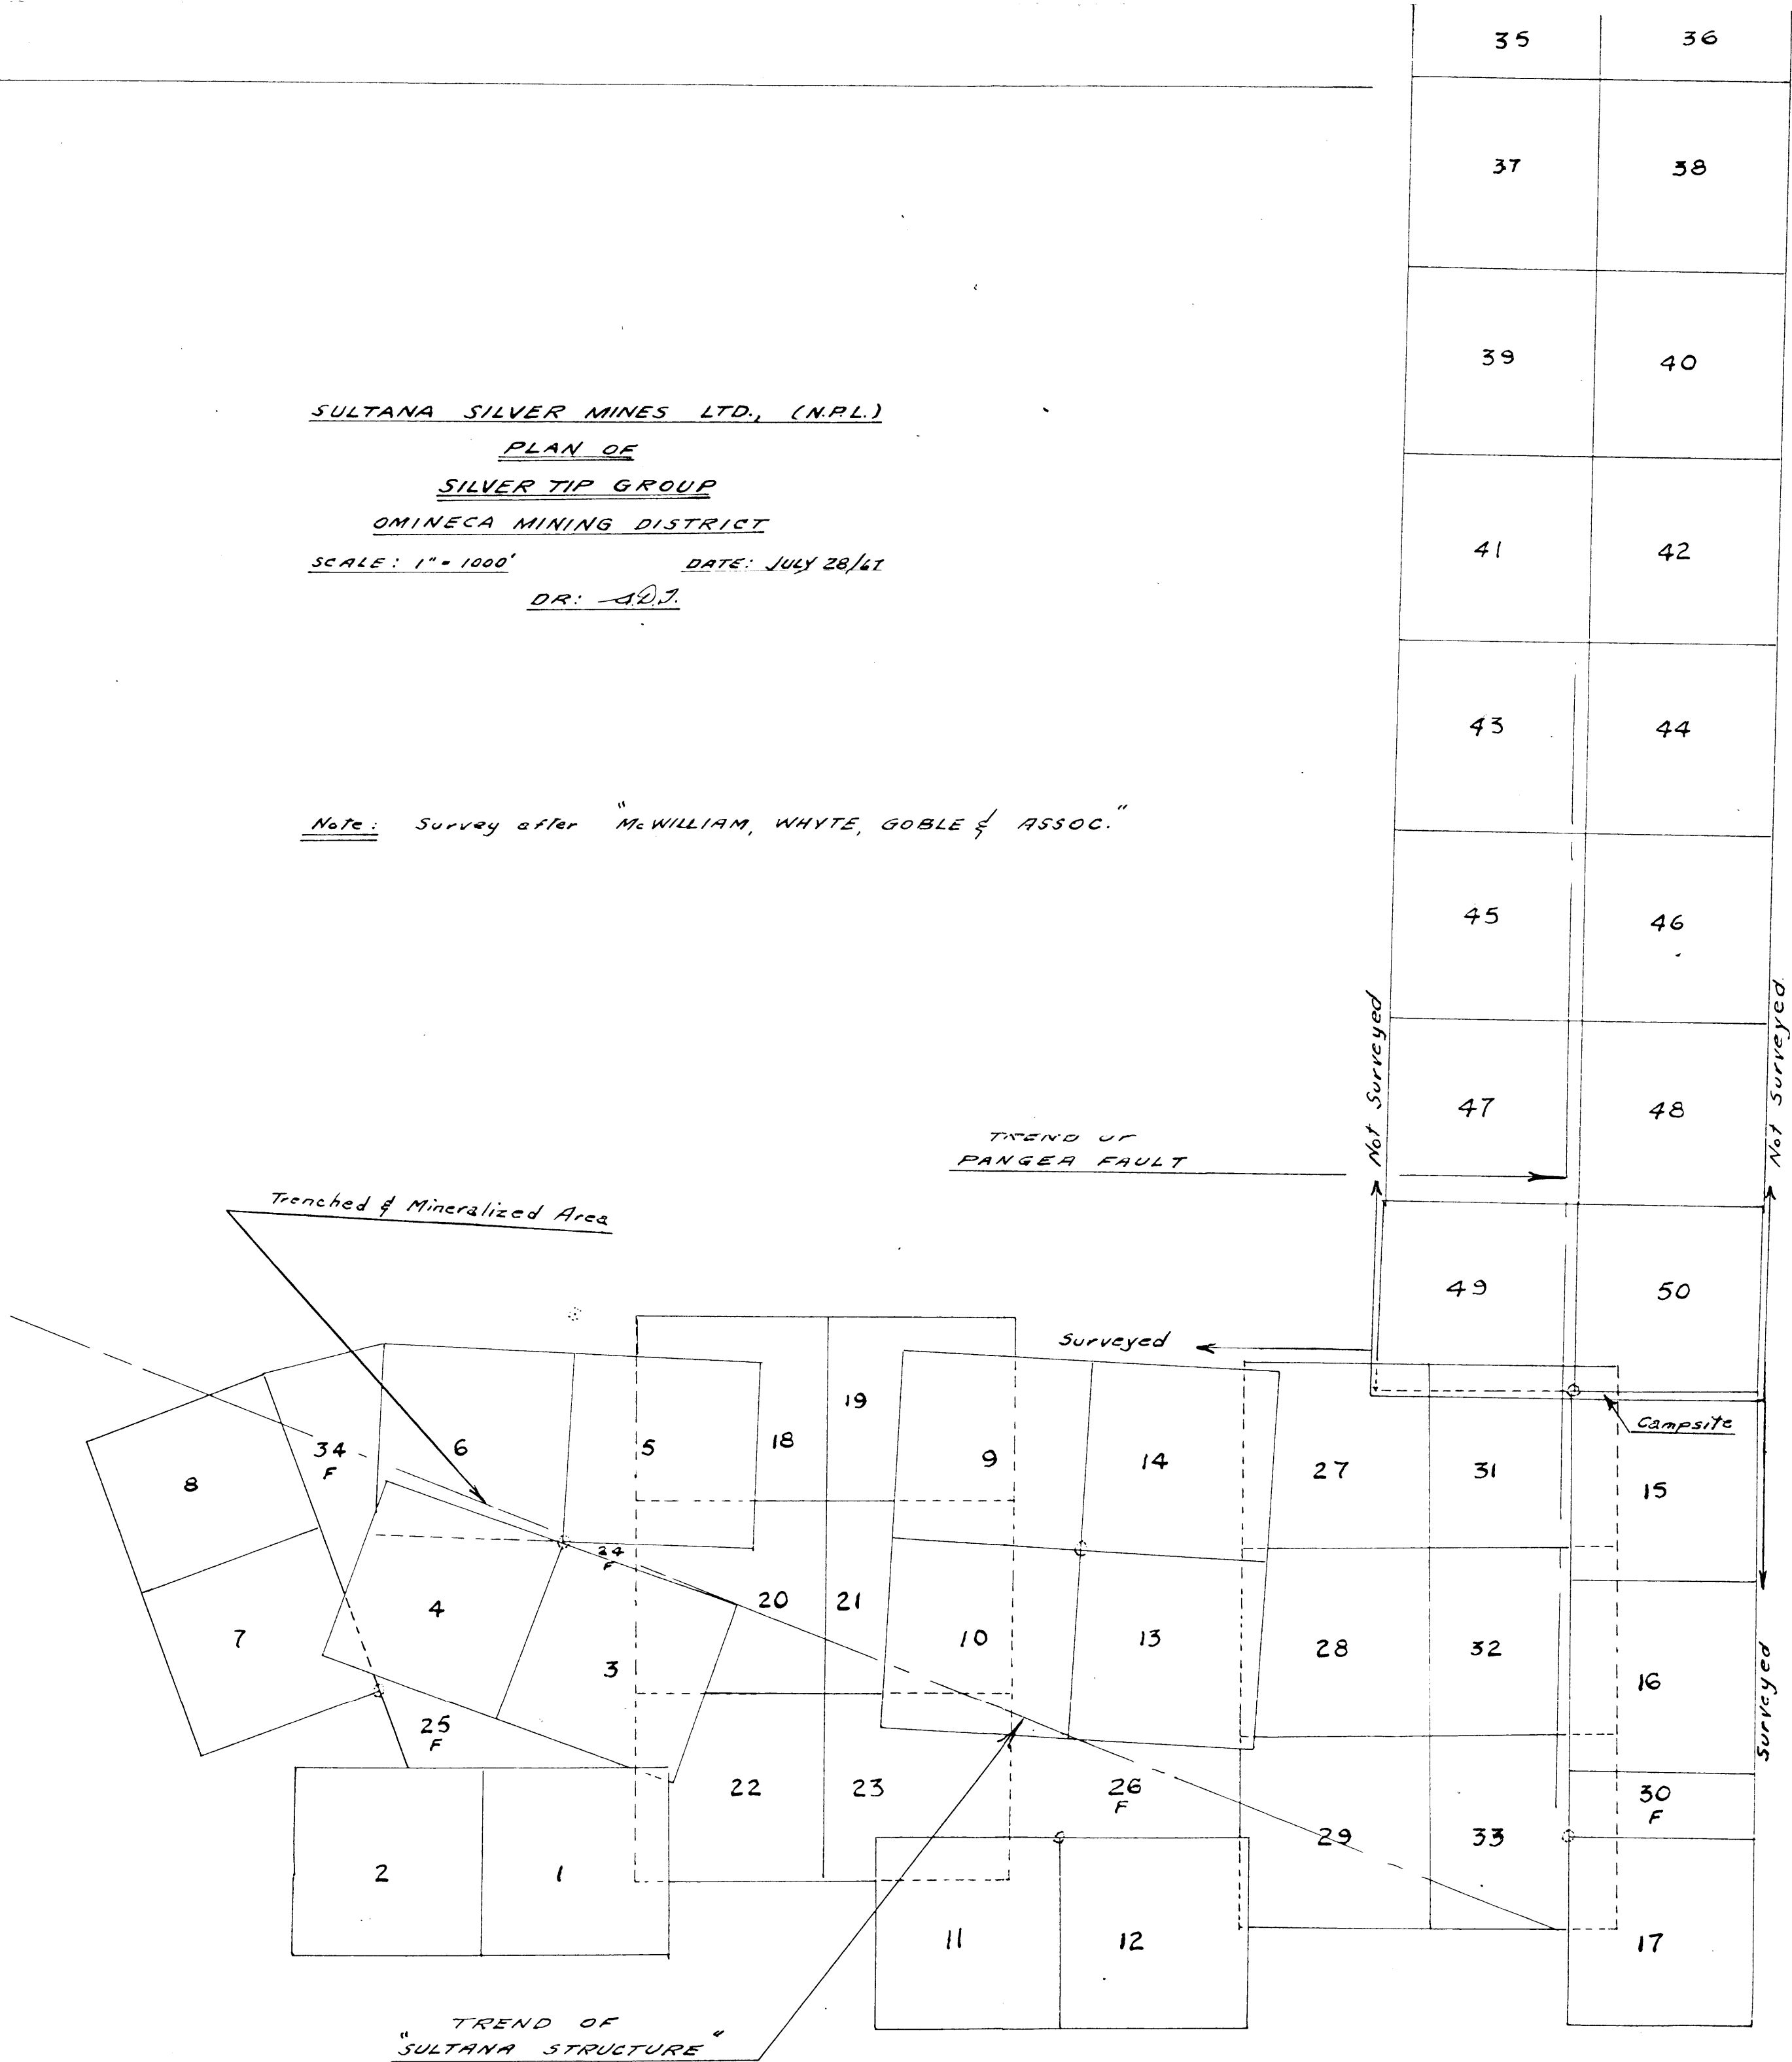 35 36
37 38
39 40
SULTANA SILVER MINES LTD., (N.P.L.)
PLAN OF
SILVER TIP GROUP
OMINECA MINING DISTRICT
SCALE: 1" = 1000' DATE: JULY 28/67
DR:
41 42
43 44
Note: Survey after "McWILLIAM, WHYTE, GOBLE & ASSOC."
45 46
Not Surveyed
Not Surveyed
47 48
TREND OF
PANGEA FAULT
Trenched & Mineralized Area
49 50
Surveyed
Campsite
34
F
6
5
18
19
9
14
27
31
15
8
24
F
4
20
21
7
3
10
13
28
32
16
Surveyed
25
F
22
23
26
F
29
33
30
F
2
1
11
12
17
TREND OF
"SULTANA STRUCTURE"